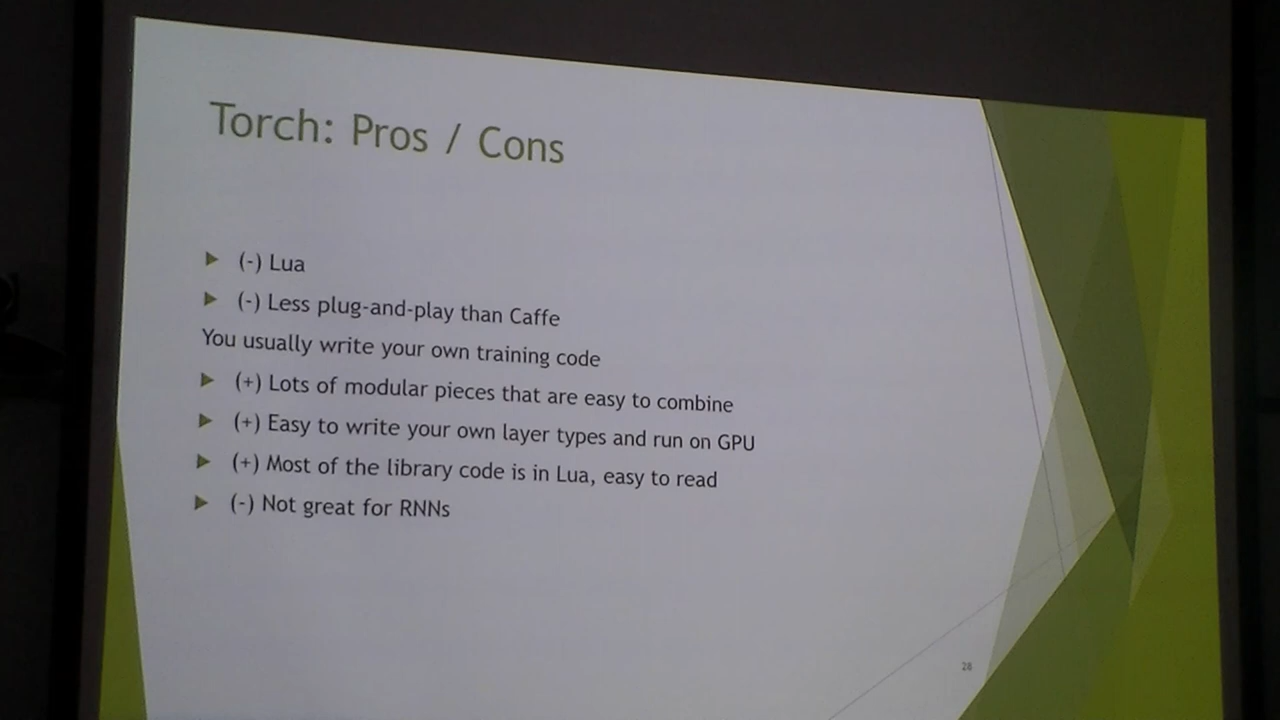 Torch: Pros / Cons
(-) Lua
(-) Less plug-and-play than Caffe
You usually write your own training code
(+) Lots of modular pieces that are easy to combine
(+) Easy to write your own layer types and run on GPU
(+) Most of the library code is in Lua, easy to read
(-) Not great for RNNs
28